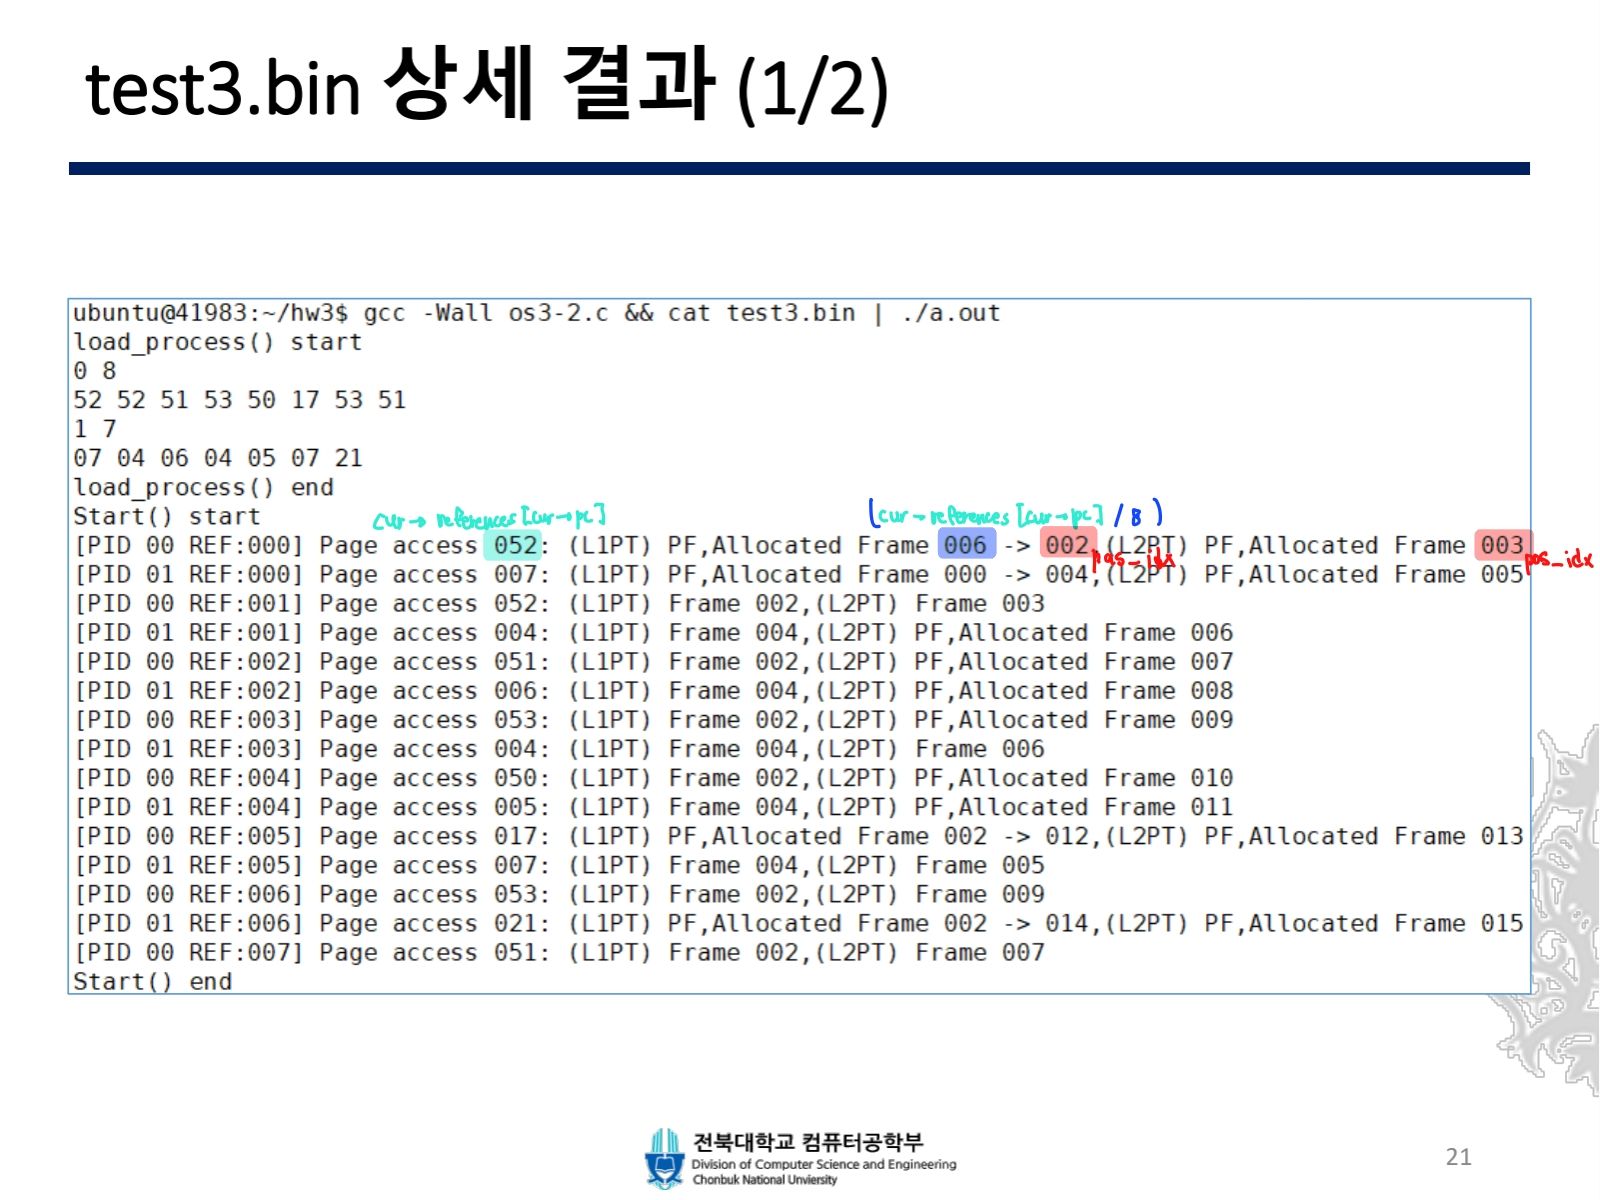 test3.bin 상세 결과 (1/2)
ubuntu@41983:~/hw3$ gcc -Wall os3-2.c && cat test3.bin | ./a.out
load_process() start
0 8
52 52 51 53 50 17 53 51
1 7
07 04 06 04 05 07 21
load_process() end
Start() start
cur→references[cur→pc]
(cur→references[cur→pc] / 8)
[PID 00 REF:000] Page access 052: (L1PT) PF,Allocated Frame 006 -> 002,(L2PT) PF,Allocated Frame 003
pas_idx
pos_idx
[PID 01 REF:000] Page access 007: (L1PT) PF,Allocated Frame 000 -> 004,(L2PT) PF,Allocated Frame 005
[PID 00 REF:001] Page access 052: (L1PT) Frame 002,(L2PT) Frame 003
[PID 01 REF:001] Page access 004: (L1PT) Frame 004,(L2PT) PF,Allocated Frame 006
[PID 00 REF:002] Page access 051: (L1PT) Frame 002,(L2PT) PF,Allocated Frame 007
[PID 01 REF:002] Page access 006: (L1PT) Frame 004,(L2PT) PF,Allocated Frame 008
[PID 00 REF:003] Page access 053: (L1PT) Frame 002,(L2PT) PF,Allocated Frame 009
[PID 01 REF:003] Page access 004: (L1PT) Frame 004,(L2PT) Frame 006
[PID 00 REF:004] Page access 050: (L1PT) Frame 002,(L2PT) PF,Allocated Frame 010
[PID 01 REF:004] Page access 005: (L1PT) Frame 004,(L2PT) PF,Allocated Frame 011
[PID 00 REF:005] Page access 017: (L1PT) PF,Allocated Frame 002 -> 012,(L2PT) PF,Allocated Frame 013
[PID 01 REF:005] Page access 007: (L1PT) Frame 004,(L2PT) Frame 005
[PID 00 REF:006] Page access 053: (L1PT) Frame 002,(L2PT) Frame 009
[PID 01 REF:006] Page access 021: (L1PT) PF,Allocated Frame 002 -> 014,(L2PT) PF,Allocated Frame 015
[PID 00 REF:007] Page access 051: (L1PT) Frame 002,(L2PT) Frame 007
Start() end
전북대학교 컴퓨터공학부
Division of Computer Science and Engineering
Chonbuk National Unviersity
21